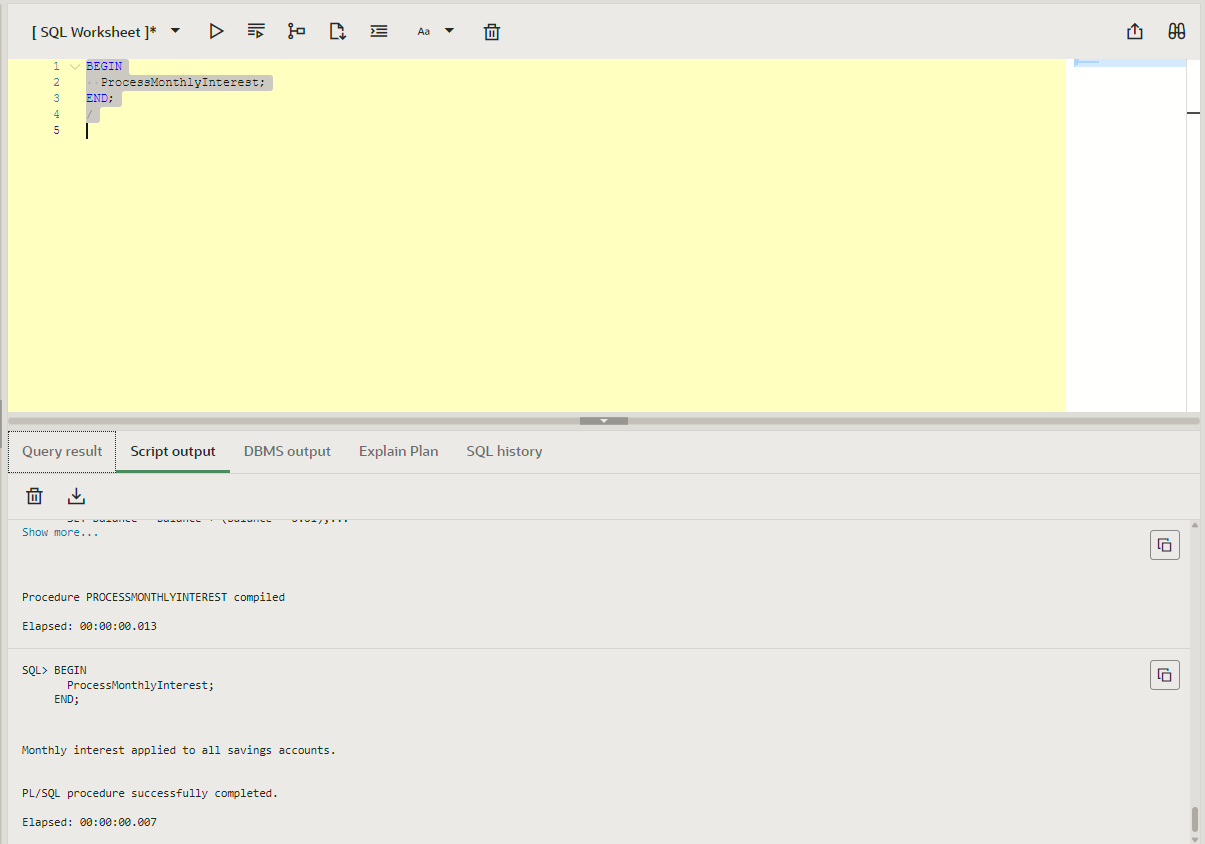 [ SQL Worksheet ]*
Aa
1 BEGIN
2 ProcessMonthlyInterest;
3 END;
4 /
5
Query result Script output DBMS output Explain Plan SQL history
Show more...
Procedure PROCESSMONTHLYINTEREST compiled
Elapsed: 00:00:00.013
SQL> BEGIN
ProcessMonthlyInterest;
END;
Monthly interest applied to all savings accounts.
PL/SQL procedure successfully completed.
Elapsed: 00:00:00.007